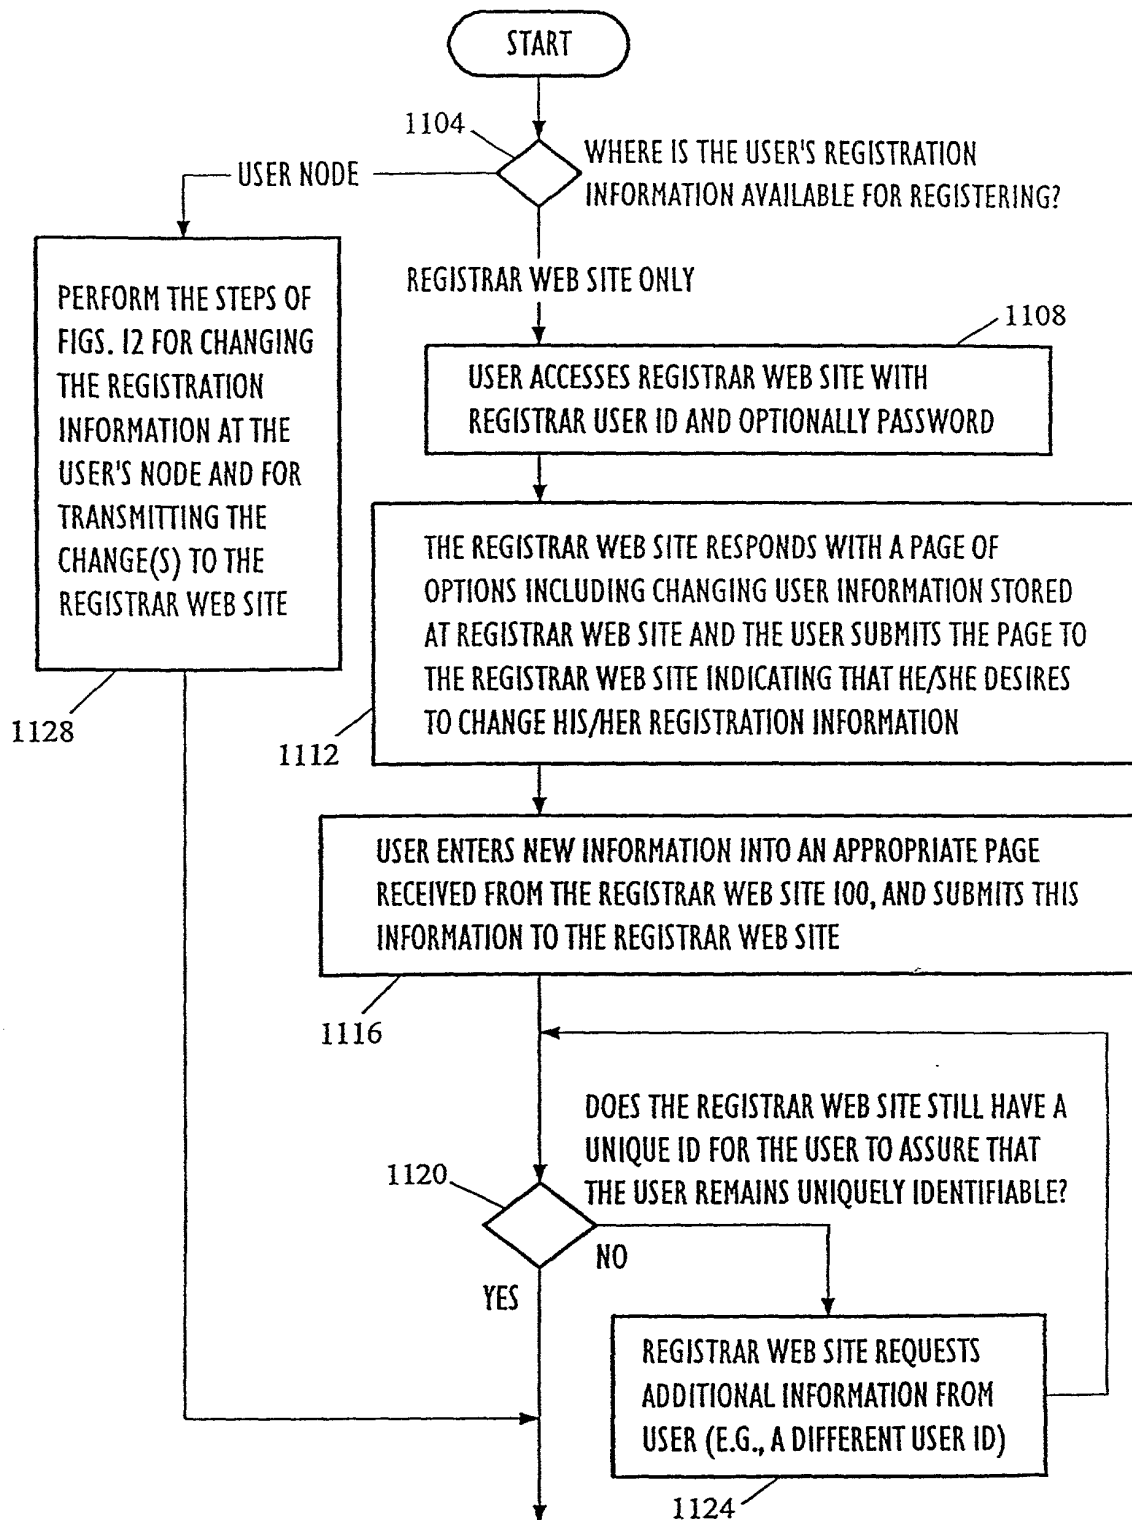 START
1104
WHERE IS THE USER'S REGISTRATION
INFORMATION AVAILABLE FOR REGISTERING?
USER NODE
REGISTRAR WEB SITE ONLY
PERFORM THE STEPS OF
FIGS. 12 FOR CHANGING
THE REGISTRATION
INFORMATION AT THE
USER'S NODE AND FOR
TRANSMITTING THE
CHANGE(S) TO THE
REGISTRAR WEB SITE
1128
1108
USER ACCESSES REGISTRAR WEB SITE WITH
REGISTRAR USER ID AND OPTIONALLY PASSWORD
THE REGISTRAR WEB SITE RESPONDS WITH A PAGE OF
OPTIONS INCLUDING CHANGING USER INFORMATION STORED
AT REGISTRAR WEB SITE AND THE USER SUBMITS THE PAGE TO
THE REGISTRAR WEB SITE INDICATING THAT HE/SHE DESIRES
TO CHANGE HIS/HER REGISTRATION INFORMATION
1112
USER ENTERS NEW INFORMATION INTO AN APPROPRIATE PAGE
RECEIVED FROM THE REGISTRAR WEB SITE 100, AND SUBMITS THIS
INFORMATION TO THE REGISTRAR WEB SITE
1116
DOES THE REGISTRAR WEB SITE STILL HAVE A
UNIQUE ID FOR THE USER TO ASSURE THAT
THE USER REMAINS UNIQUELY IDENTIFIABLE?
1120
NO
YES
REGISTRAR WEB SITE REQUESTS
ADDITIONAL INFORMATION FROM
USER (E.G., A DIFFERENT USER ID)
1124